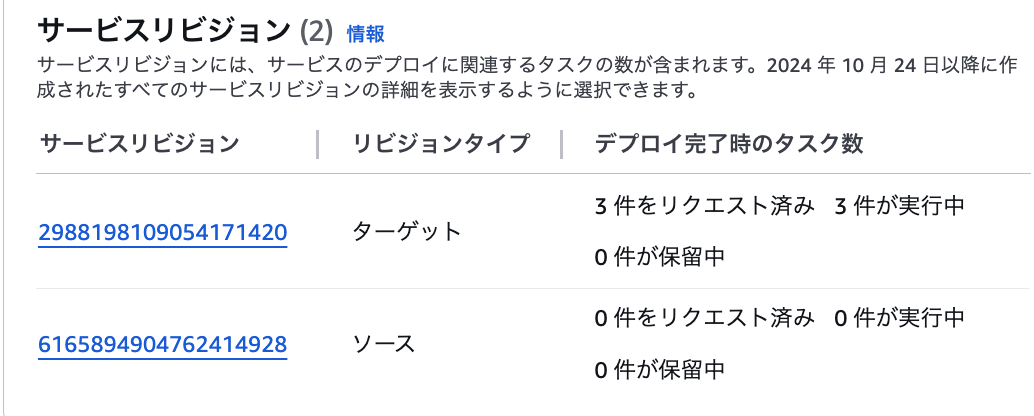 サービスリビジョン (2) 情報
サービスリビジョンには、サービスのデプロイに関連するタスクの数が含まれます。2024 年 10 月 24 日以降に作
成されたすべてのサービスリビジョンの詳細を表示するように選択できます。
サービスリビジョン リビジョンタイプ デプロイ完了時のタスク数
2988198109054171420 ターゲット 3 件をリクエスト済み 3 件が実行中
0 件が保留中
6165894904762414928 ソース 0 件をリクエスト済み 0 件が実行中
0 件が保留中